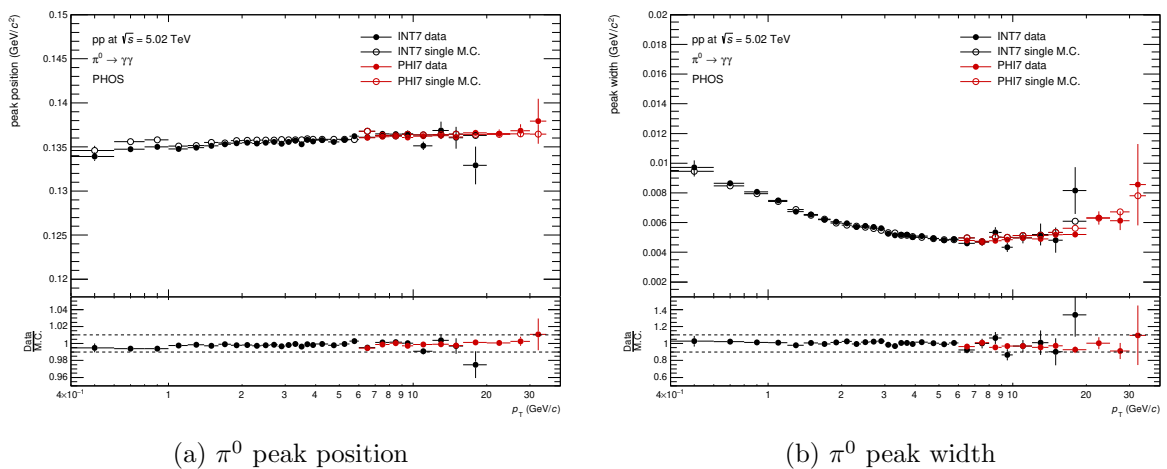 peak position (GeV/c²)
0.15
0.145
0.14
0.135
0.13
0.125
0.12
pp at √s = 5.02 TeV
π⁰ → γγ
PHOS
INT7 data
INT7 single M.C.
PHI7 data
PHI7 single M.C.
Data
M.C.
1.04
1.02
1
0.98
0.96
4×10⁻¹ 1 2 3 4 5 6 7 8 9 10 20 30
p_T (GeV/c)
(a) π⁰ peak position
peak width (GeV/c²)
0.02
0.018
0.016
0.014
0.012
0.01
0.008
0.006
0.004
0.002
pp at √s = 5.02 TeV
π⁰ → γγ
PHOS
INT7 data
INT7 single M.C.
PHI7 data
PHI7 single M.C.
Data
M.C.
1.4
1.2
1
0.8
0.6
4×10⁻¹ 1 2 3 4 5 6 7 8 9 10 20 30
p_T (GeV/c)
(b) π⁰ peak width